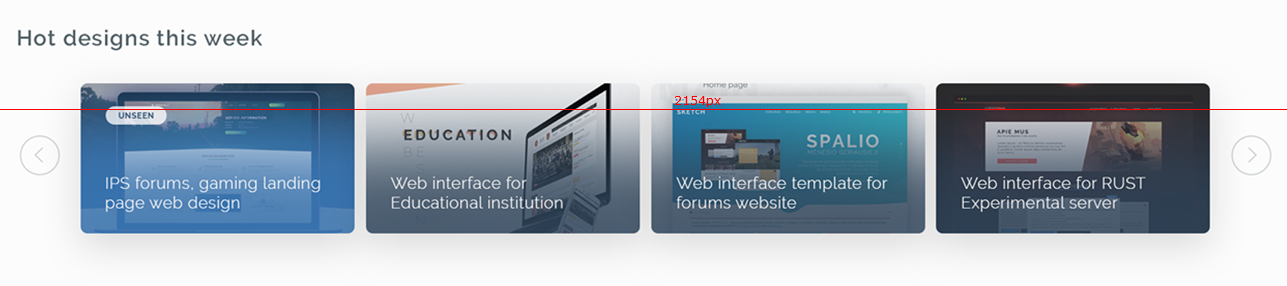 Hot designs this week
UNSEEN
IPS forums, gaming landing
page web design
EDUCATION
Web interface for
Educational institution
Home page
2154px
SKETCH
SPALIO
Web interface template for
forums website
APIE MUS
Web interface for RUST
Experimental server